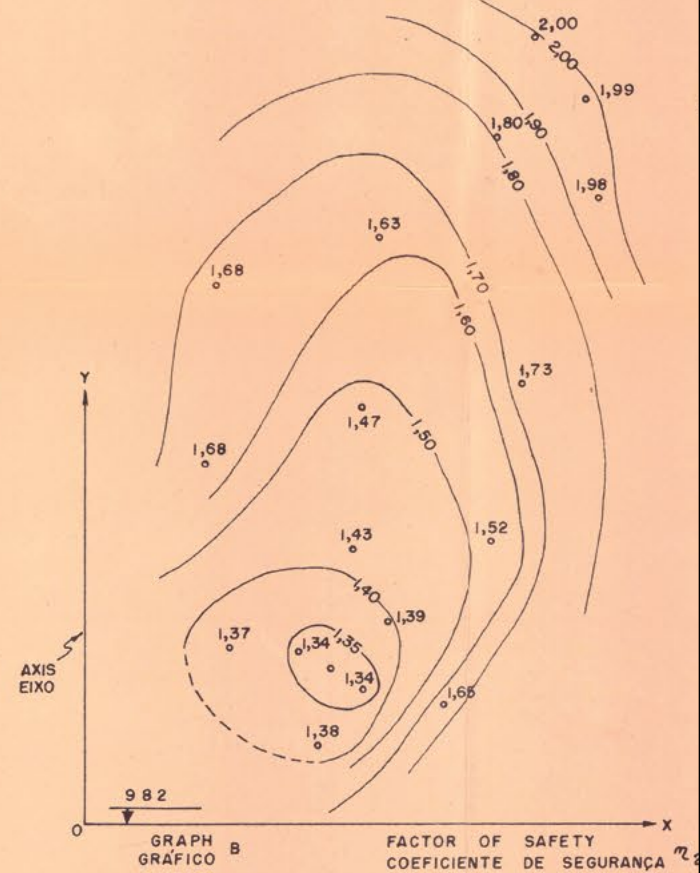 2,00
2,00
1,99
1,80
1,90
1,98
1,80
1,63
1,68
1,70
1,60
1,73
Y
1,47
1,50
1,68
1,43
1,52
1,40
1,39
1,37
1,34
1,35
1,34
AXIS
EIXO
1,65
1,38
982
O
X
GRAPH
GRÁFICO
B
FACTOR OF SAFETY
COEFICIENTE DE SEGURANÇA η2